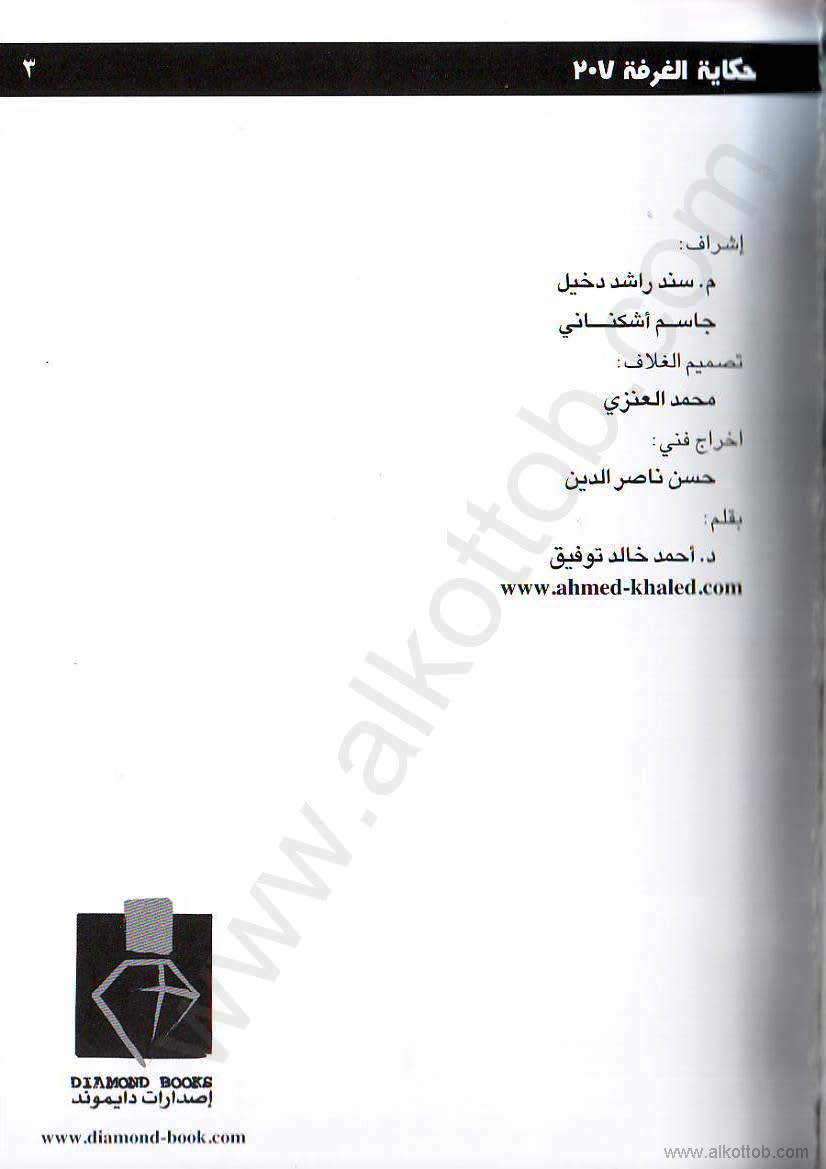 حكاية الغرفة ٢٠٧
٣
إشراف:
م. سند راشد دخيل
جاســم أشكنــاني
تصميم الغلاف:
محمد العنزي
اخراج فني:
حسن ناصر الدين
بقلم:
د. أحمد خالد توفيق
www.ahmed-khaled.com
www.alkottob.com
DIAMOND BOOKS
إصدارات دايموند
www.diamond-book.com
www.alkottob.com